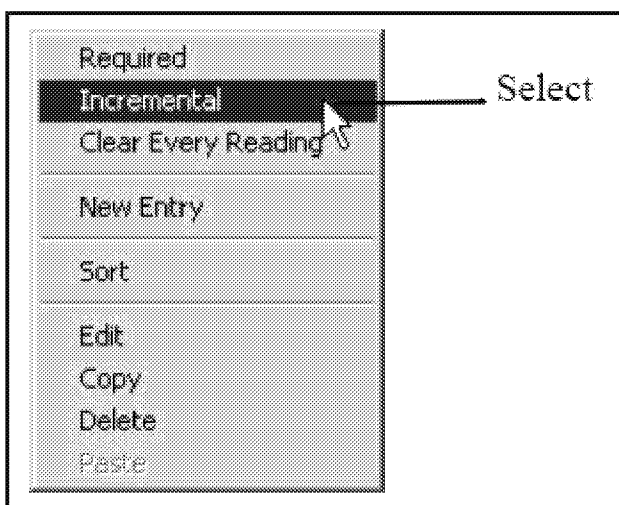 Required
Incremental
Select
Clear Every Reading
New Entry
Sort
Edit
Copy
Delete
Paste